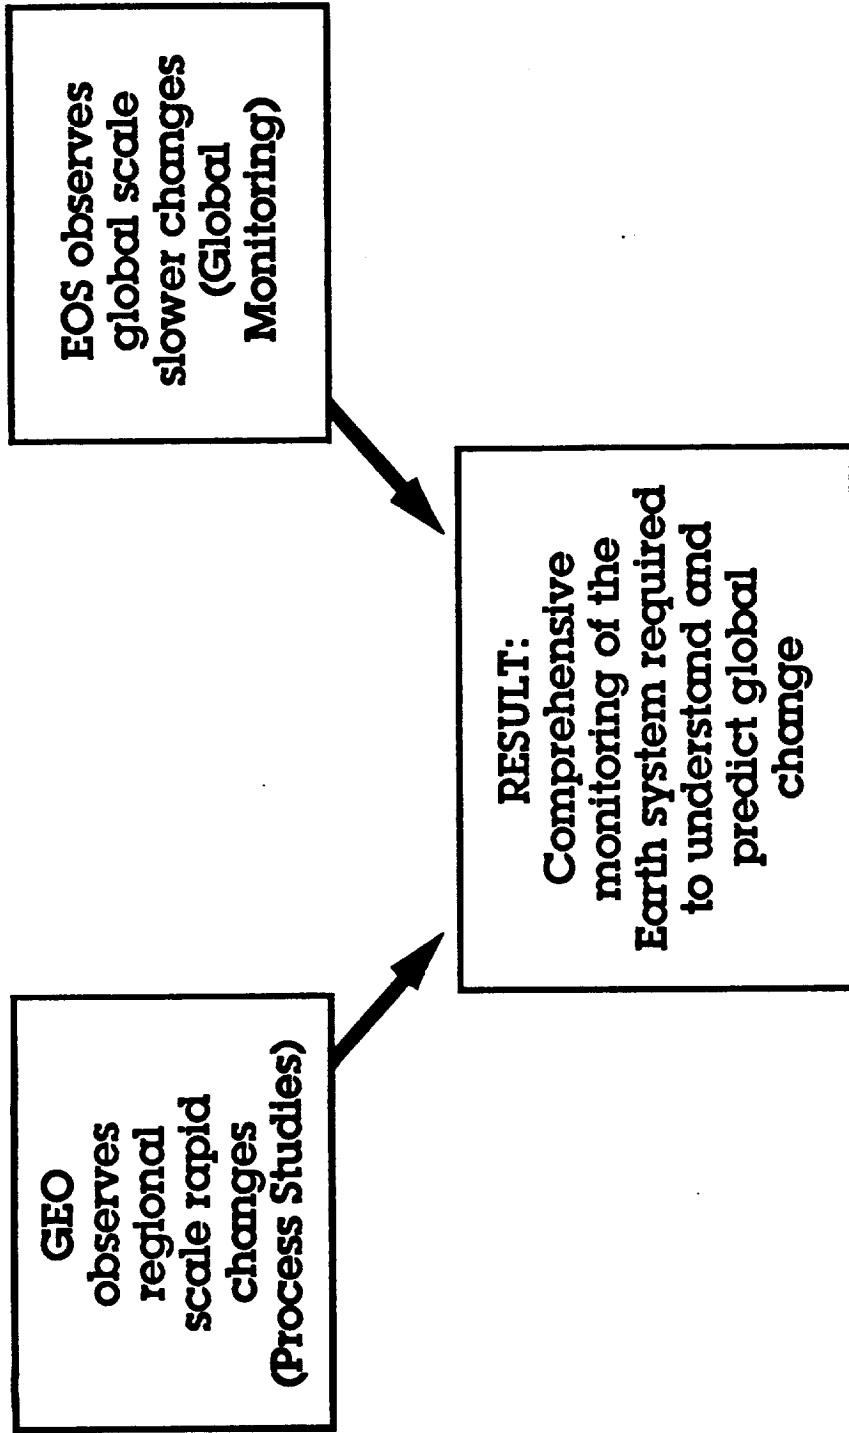 GEO
observes
regional
scale rapid
changes
(Process Studies)
EOS observes
global scale
slower changes
(Global
Monitoring)
RESULT:
Comprehensive
monitoring of the
Earth system required
to understand and
predict global
change